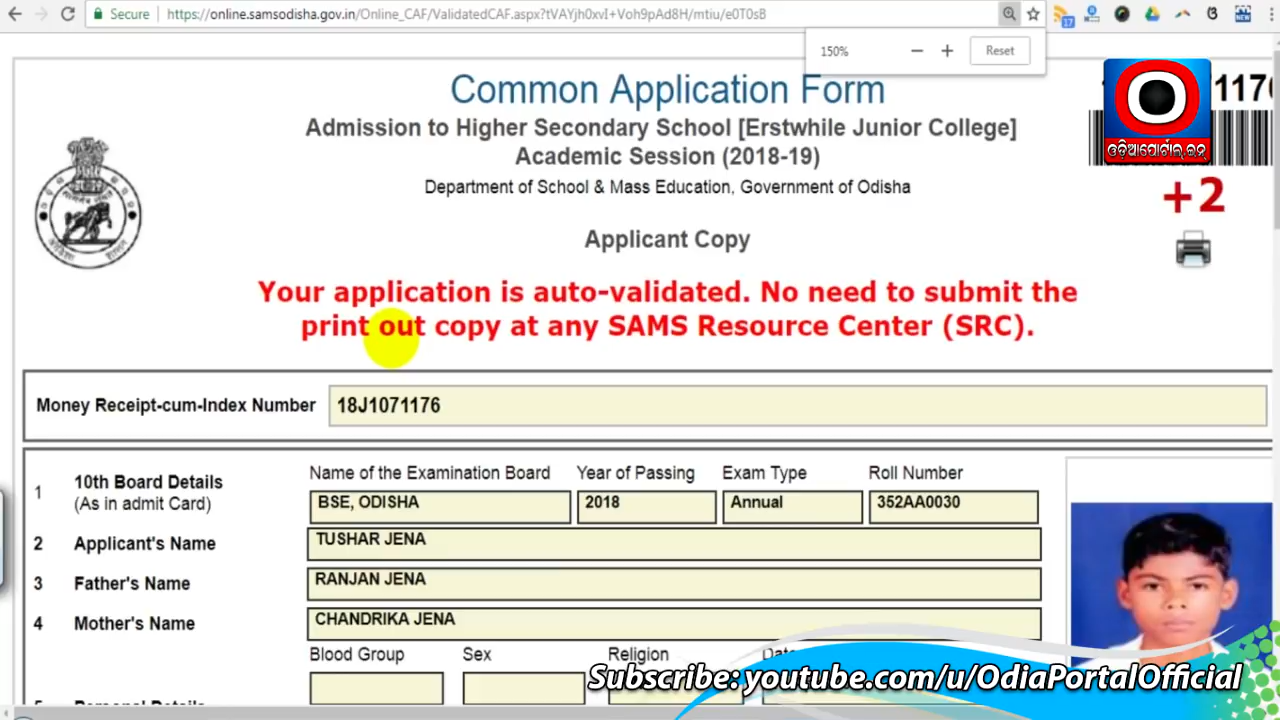 Secure
https://online.samsodisha.gov.in/Online_CAF/ValidatedCAF.aspx?tVAYjh0xvI+Voh9pAd8H/mtiu/e0T0sB
17
NEW
150%
Reset
Common Application Form
Admission to Higher Secondary School [Erstwhile Junior College]
Academic Session (2018-19)
Department of School & Mass Education, Government of Odisha
ଓଡ଼ିଆପୋର୍ଟାଲ୍.ଇନ୍
+2
Applicant Copy
Your application is auto-validated. No need to submit the
print out copy at any SAMS Resource Center (SRC).
Money Receipt-cum-Index Number 18J1071176
Name of the Examination Board Year of Passing Exam Type Roll Number
1 10th Board Details BSE, ODISHA 2018 Annual 352AA0030
(As in admit Card)
2 Applicant's Name TUSHAR JENA
3 Father's Name RANJAN JENA
4 Mother's Name CHANDRIKA JENA
Blood Group Sex Religion
Subscribe: youtube.com/u/OdiaPortalOfficial